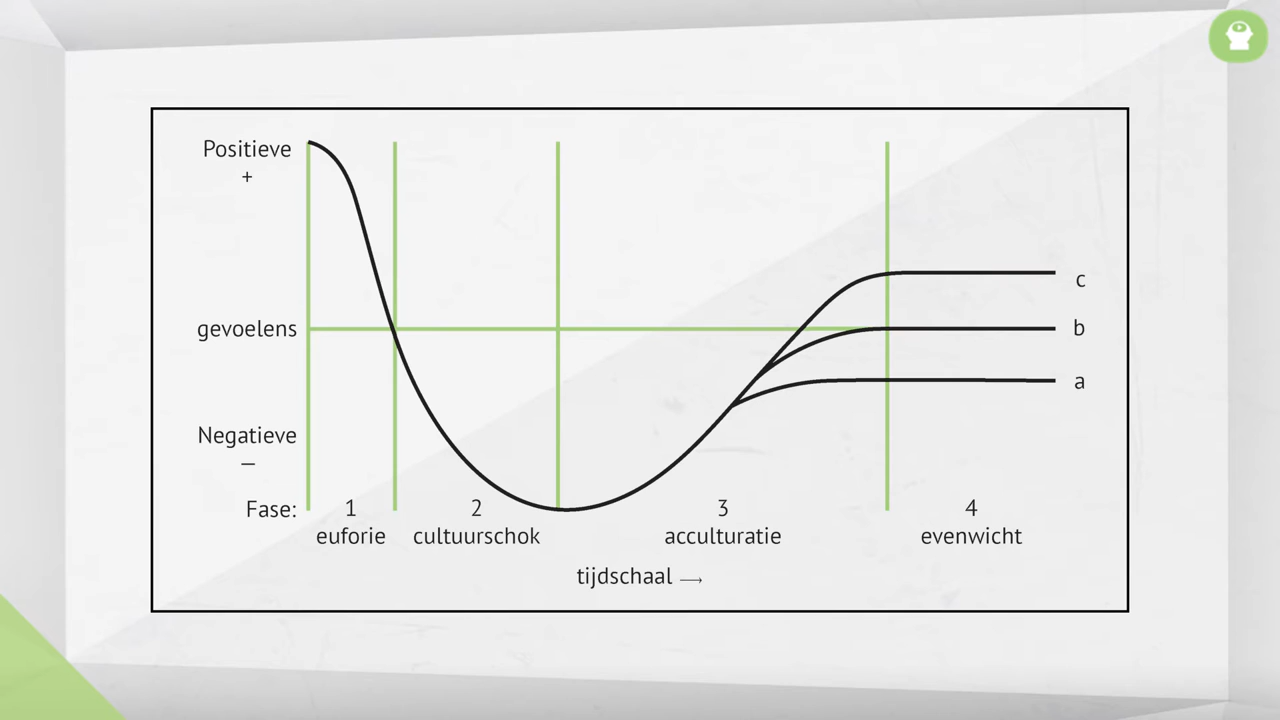 Positieve
+
gevoelens
c
b
a
Negatieve
–
Fase:
1
2
3
4
euforie
cultuurschok
acculturatie
evenwicht
tijdschaal →